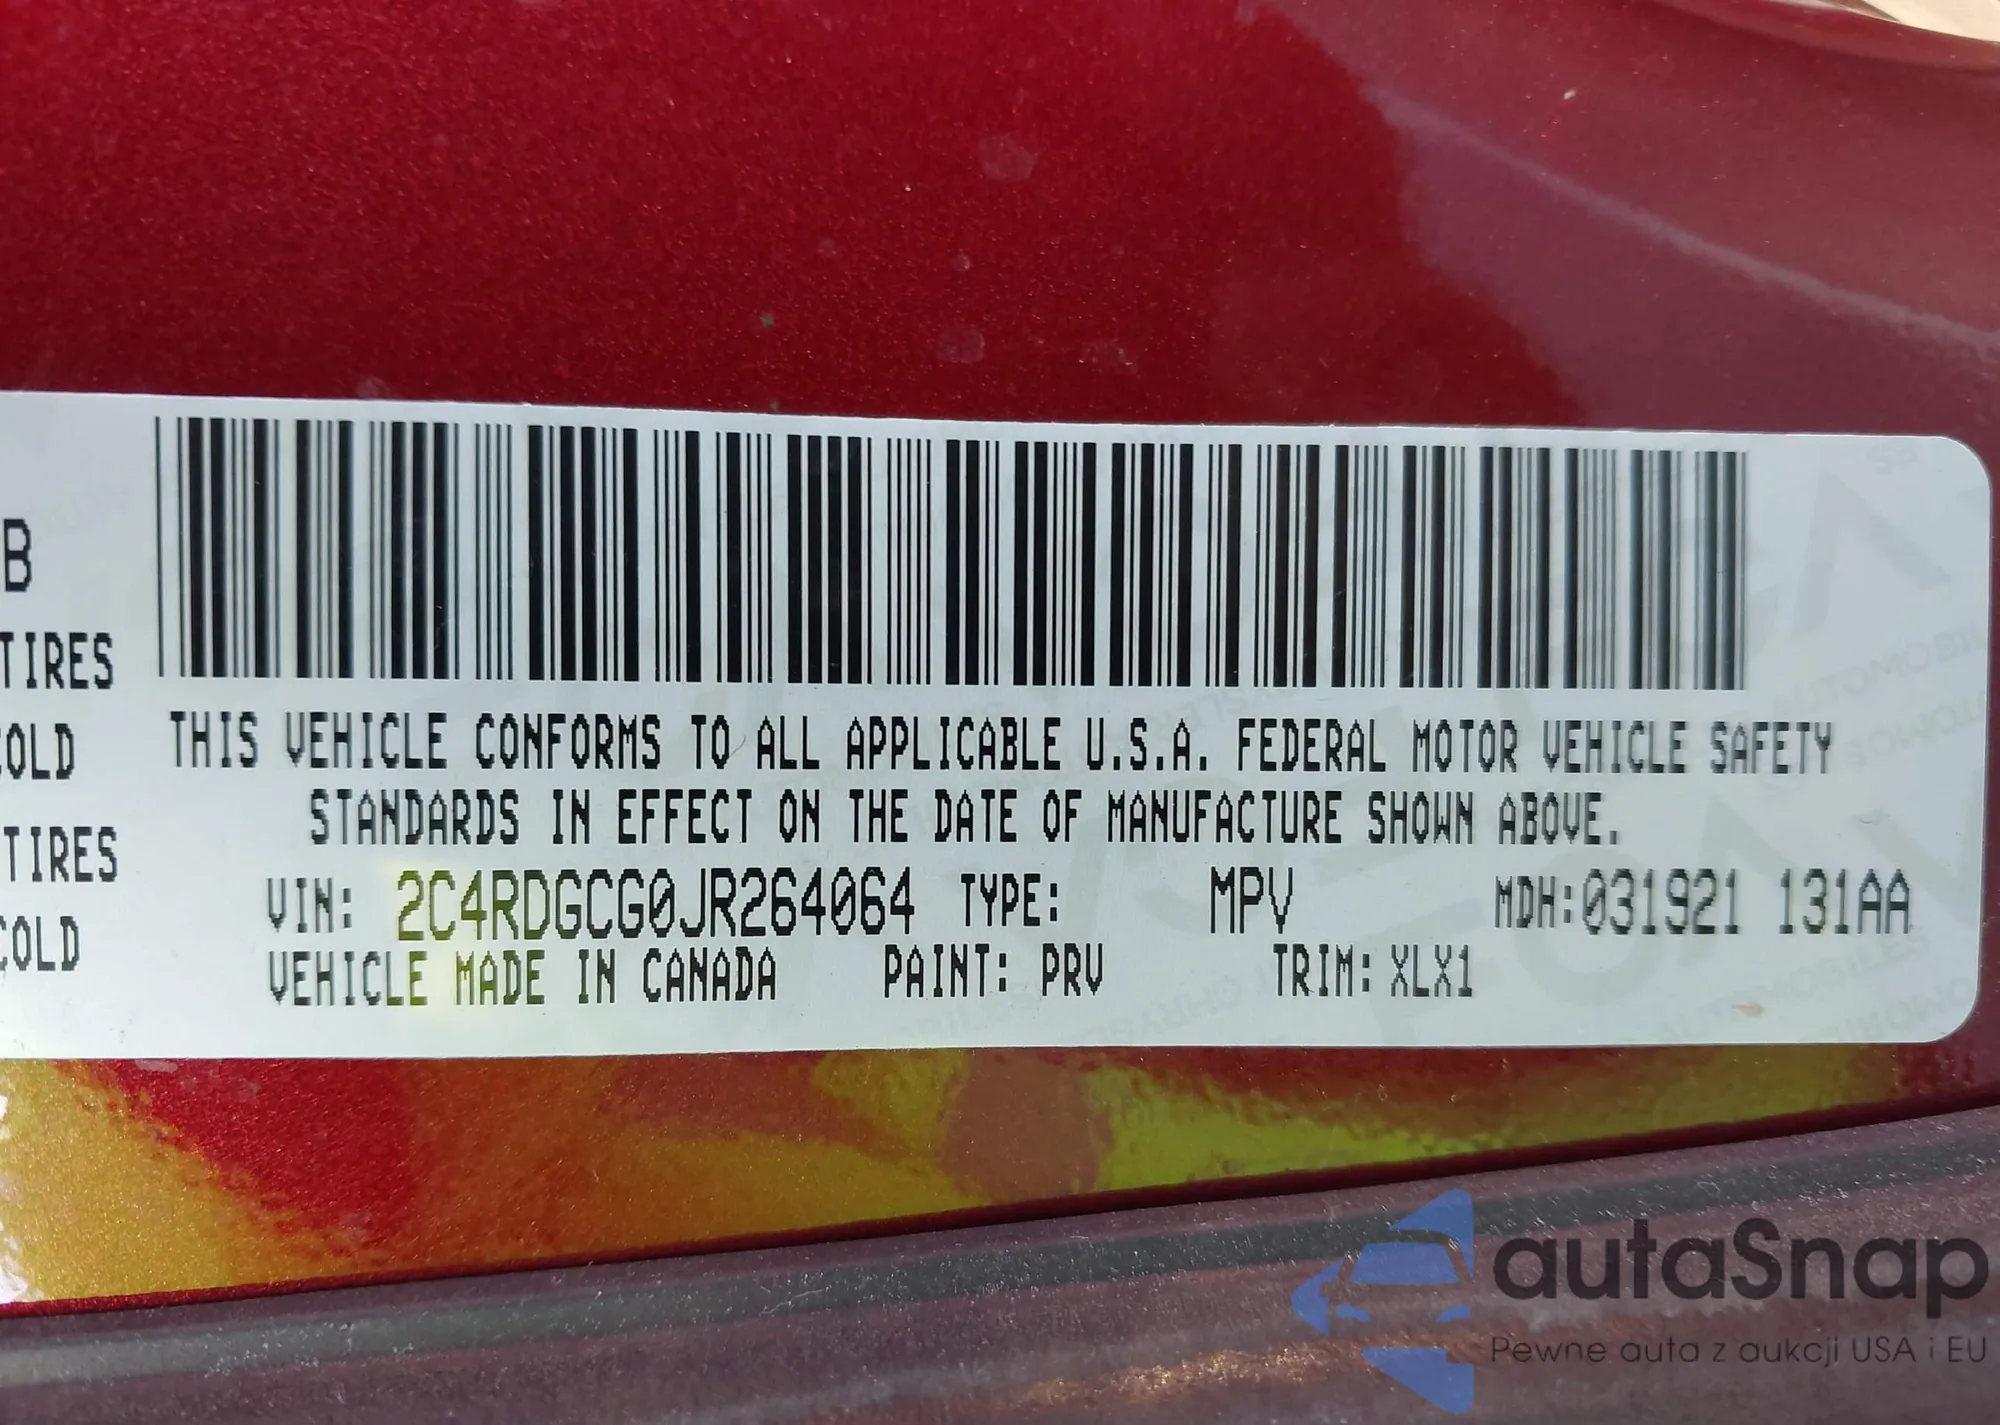 B
TIRES
COLD
TIRES
COLD
THIS VEHICLE CONFORMS TO ALL APPLICABLE U.S.A. FEDERAL MOTOR VEHICLE SAFETY
STANDARDS IN EFFECT ON THE DATE OF MANUFACTURE SHOWN ABOVE.
VIN: 2C4RDGCG0JR264064 TYPE: MPV MDH:031921 131AA
VEHICLE MADE IN CANADA PAINT: PRV TRIM: XLX1
autaSnap
Pewne auta z aukcji USA i EU